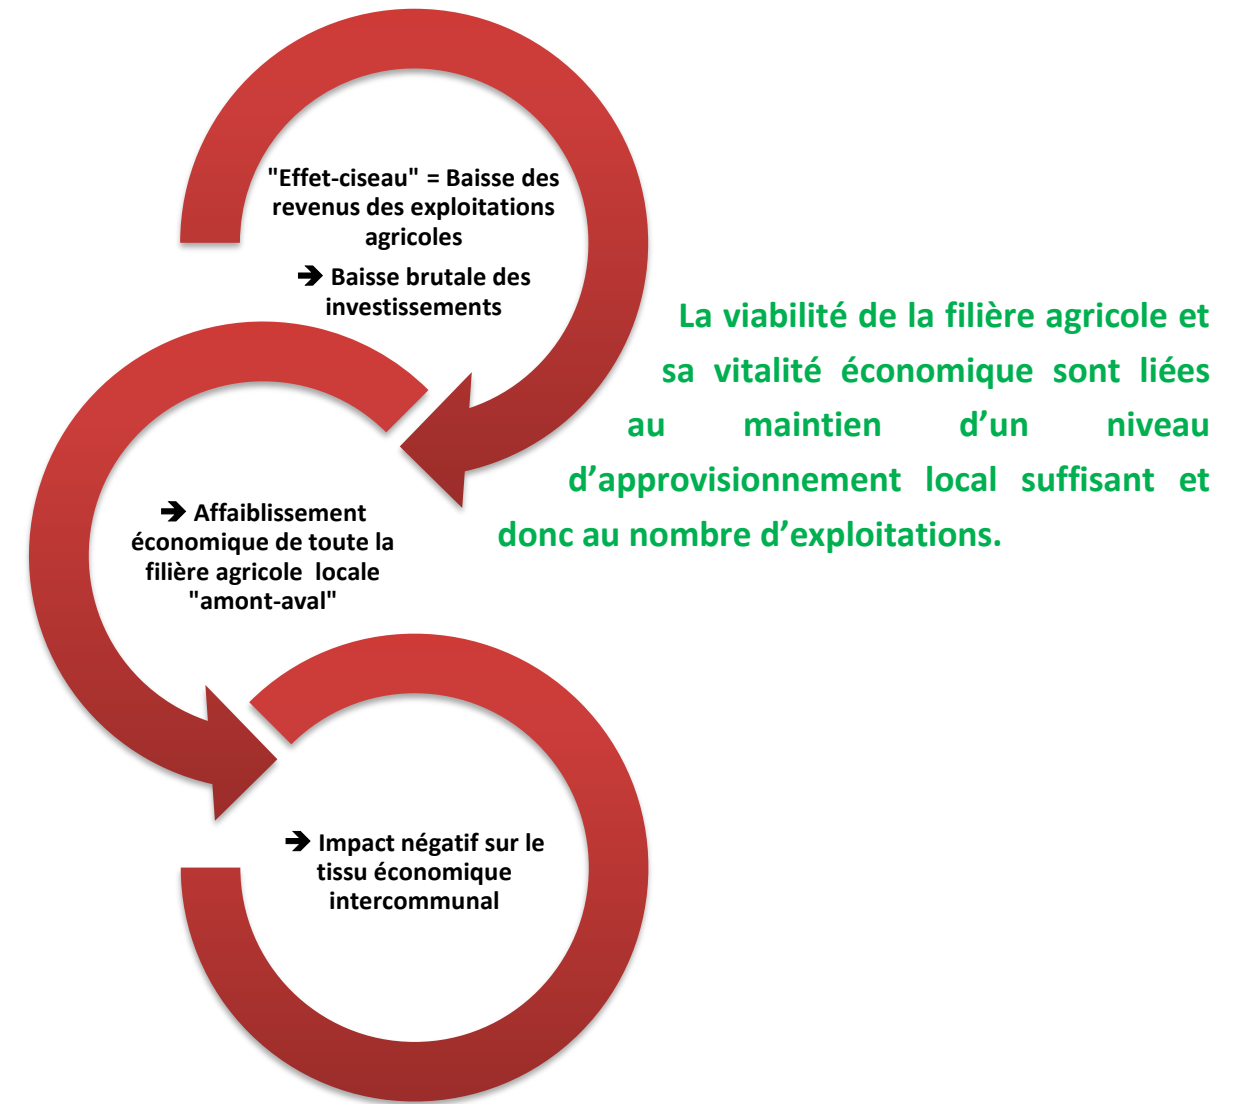 "Effet-ciseau" = Baisse des
revenus des exploitations
agricoles
➔ Baisse brutale des
investissements
La viabilité de la filière agricole et
sa vitalité économique sont liées
au maintien d’un niveau
d’approvisionnement local suffisant et
donc au nombre d’exploitations.
➔ Affaiblissement
économique de toute la
filière agricole locale
"amont-aval"
➔ Impact négatif sur le
tissu économique
intercommunal